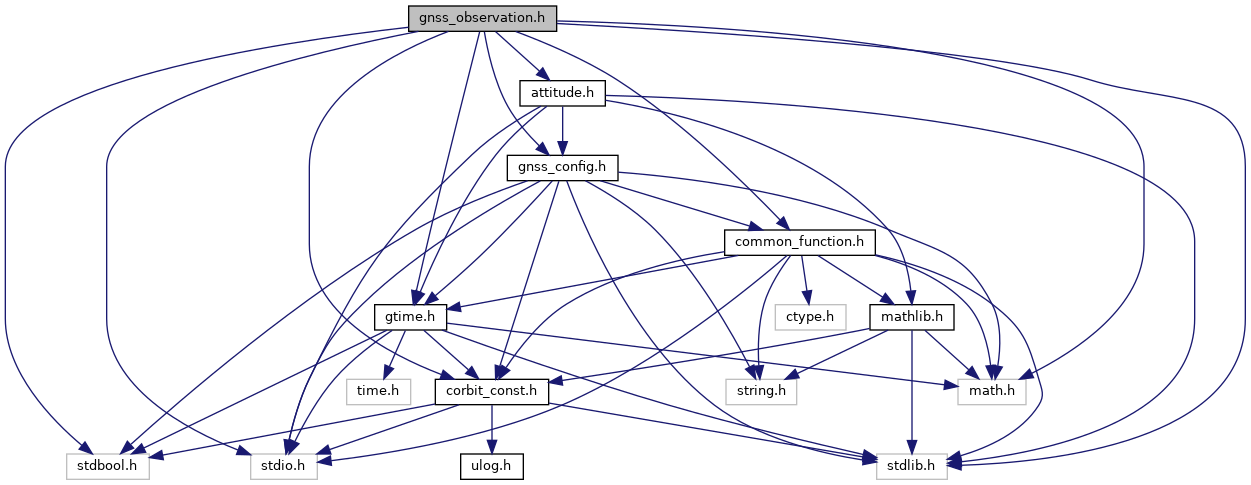 gnss_observation.h
attitude.h
gnss_config.h
common_function.h
gtime.h
ctype.h
mathlib.h
time.h
corbit_const.h
string.h
math.h
stdbool.h
stdio.h
ulog.h
stdlib.h